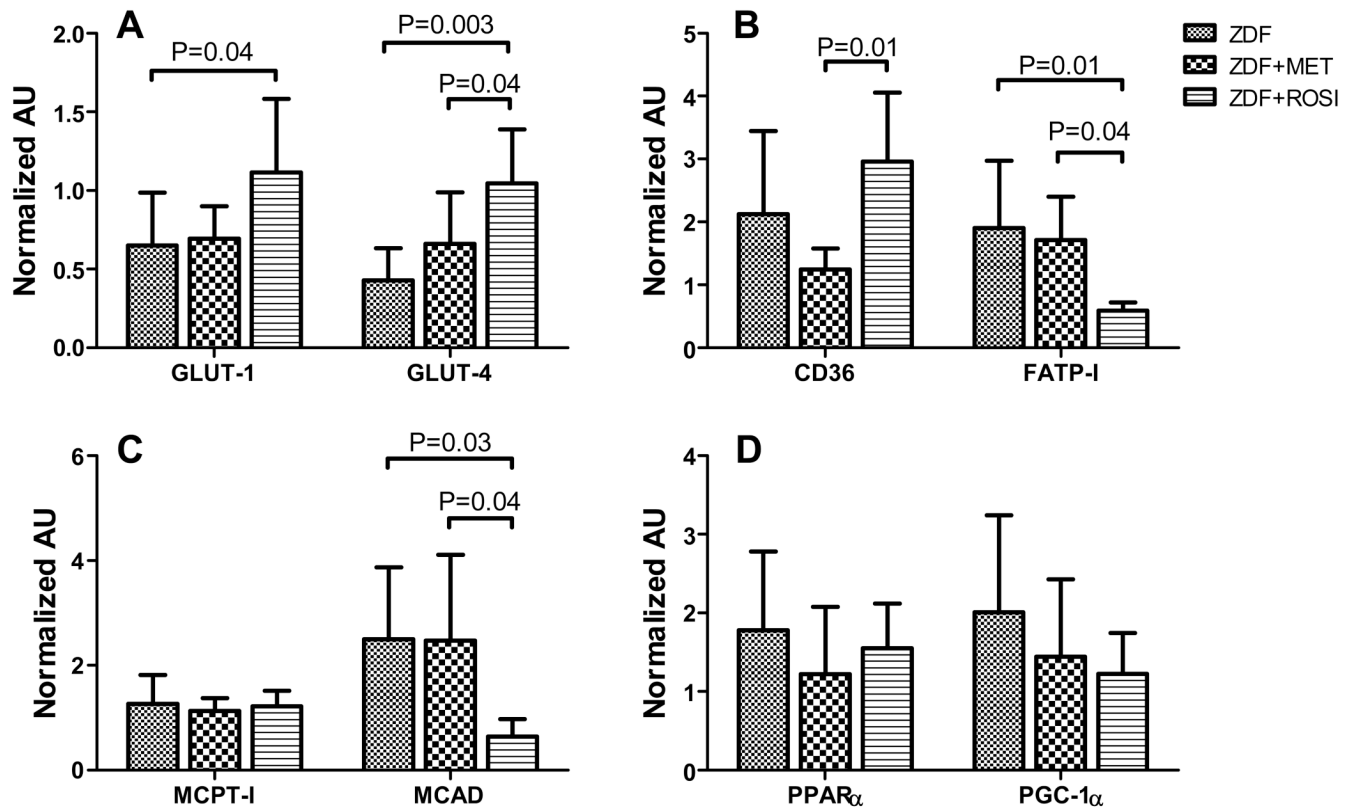 A
P=0.003
P=0.04
P=0.04
2.0
1.5
1.0
0.5
0.0
Normalized AU
GLUT-1 GLUT-4
B
P=0.01
P=0.01
P=0.04
5
4
3
2
1
0
Normalized AU
CD36 FATP-I
ZDF
ZDF+MET
ZDF+ROSI
C
P=0.03
P=0.04
6
4
2
0
Normalized AU
MCPT-I MCAD
D
4
3
2
1
0
Normalized AU
PPARα PGC-1α